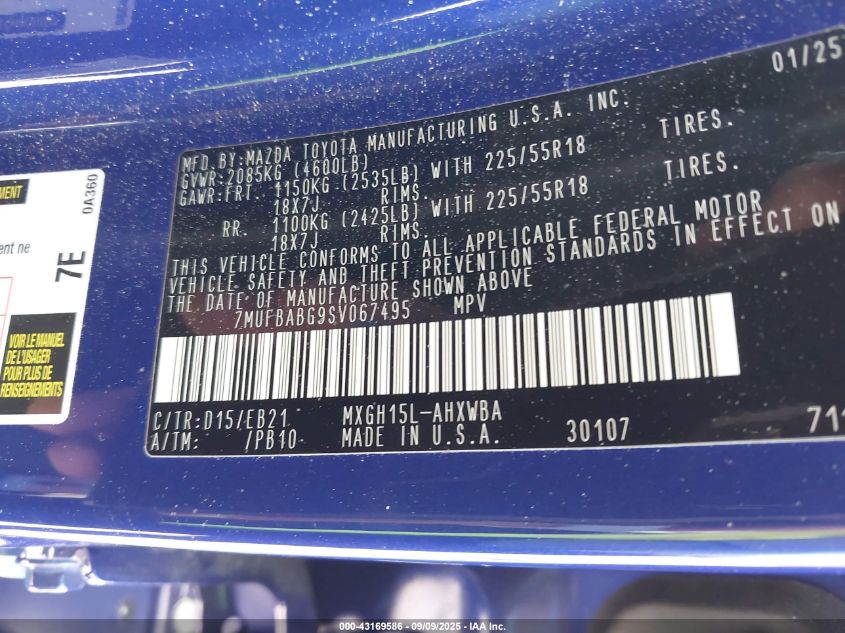 01/25
MFD.BY:MAZDA TOYOTA MANUFACTURING U.S.A. INC.
GVWR:2085KG (4600LB)
GAWR:FRT. 1150KG (2535LB) WITH 225/55R18 TIRES.
18X7J RIMS.
RR. 1100KG (2425LB) WITH 225/55R18 TIRES.
18X7J RIMS.
THIS VEHICLE CONFORMS TO ALL APPLICABLE FEDERAL MOTOR
VEHICLE SAFETY AND THEFT PREVENTION STANDARDS IN EFFECT ON
THE DATE OF MANUFACTURE SHOWN ABOVE
7MUFBABG9SV067495 MPV
C/TR:D15/EB21 MXGH15L-AHXWBA
A/TM: /PB10 MADE IN U.S.A. 30107 711
0A360
ent ne
7E
VOIR LE MANUEL
DE L'USAGER
POUR PLUS DE
RENSEIGNEMENTS
000-43169586 - 09/09/2025 - IAA Inc.